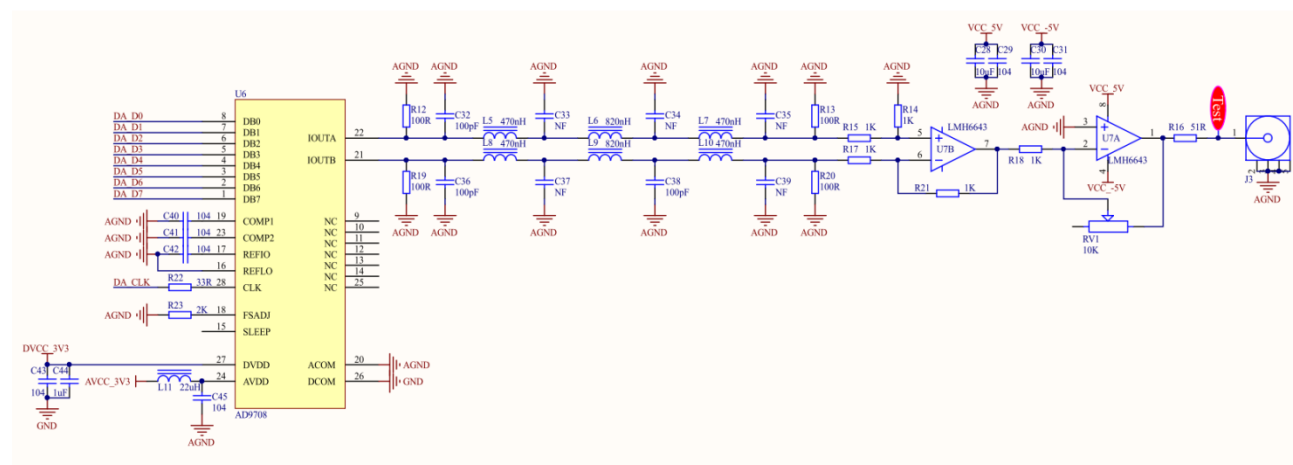 VCC_5V VCC_-5V
C28 C29 C30 C31
10uF 104 10uF 104
AGND AGND
AGND AGND AGND AGND AGND AGND AGND
U6
R12 100R
C32 100pF
L5 470nH
C33 NF
L6 820nH
C34 NF
L7 470nH
C35 NF
R13 100R
R14 1K
L8 470nH
L9 820nH
L10 470nH
R15 1K
R17 1K
LMH6643
U7B
5
6
7
R18 1K
R21 1K
VCC_5V
8
AGND
3
2
U7A
1
LMH6643
4
VCC_-5V
R16 51R
Test
1
J3
AGND
RV1
10K
R19 100R
C36 100pF
C37 NF
C38 100pF
C39 NF
R20 100R
AGND AGND AGND AGND AGND AGND
DA_D0 8 DB0
DA_D1 7 DB1
DA_D2 6 DB2
DA_D3 5 DB3
DA_D4 4 DB4
DA_D5 3 DB5
DA_D6 2 DB6
DA_D7 1 DB7
IOUTA 22
IOUTB 21
AGND C40 104 19 COMP1
AGND C41 104 23 COMP2
AGND C42 104 17 REFIO
16 REFLO
DA_CLK R22 33R 28 CLK
AGND R23 2K 18 FSADJ
15 SLEEP
NC 9
NC 10
NC 11
NC 12
NC 13
NC 14
NC 25
DVCC_3V3 27 DVDD
C43 104
C44 1uF
GND
AVCC_3V3 L11 22uH 24 AVDD
C45 104
AGND
ACOM 20 AGND
DCOM 26 GND
AD9708